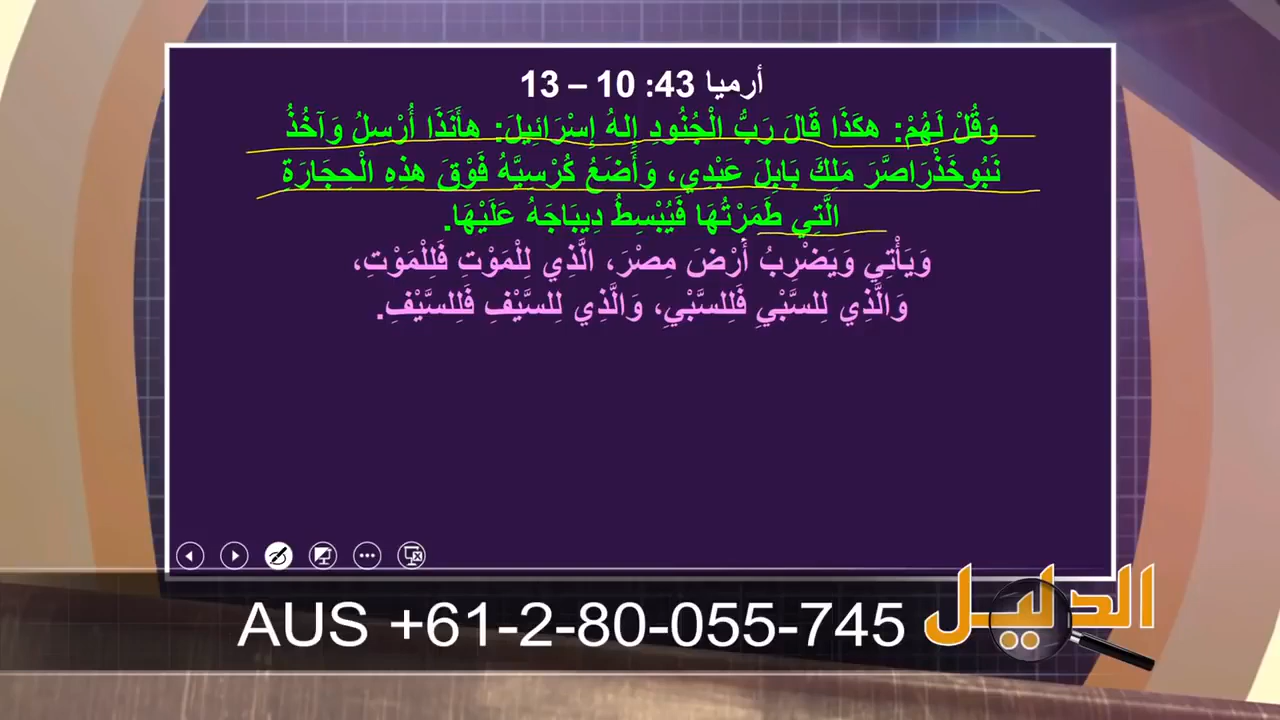 أرميا 43: 10 – 13
وَقُلْ لَهُمْ: هكَذَا قَالَ رَبُّ الْجُنُودِ إِلهُ إِسْرَائِيلَ: هأَنَذَا أُرْسِلُ وَآخُذُ
نَبُوخَذْرَاصَّرَ مَلِكَ بَابِلَ عَبْدِي، وَأَضَعُ كُرْسِيَّهُ فَوْقَ هذِهِ الْحِجَارَةِ
الَّتِي طَمَرْتُهَا فَيُبْسِطُ دِيبَاجَهُ عَلَيْهَا.
وَيَأْتِي وَيَضْرِبُ أَرْضَ مِصْرَ، الَّذِي لِلْمَوْتِ فَلِلْمَوْتِ،
وَالَّذِي لِلسَّبْيِ فَلِلسَّبْيِ، وَالَّذِي لِلسَّيْفِ فَلِلسَّيْفِ.
AUS +61-2-80-055-745
الدليل